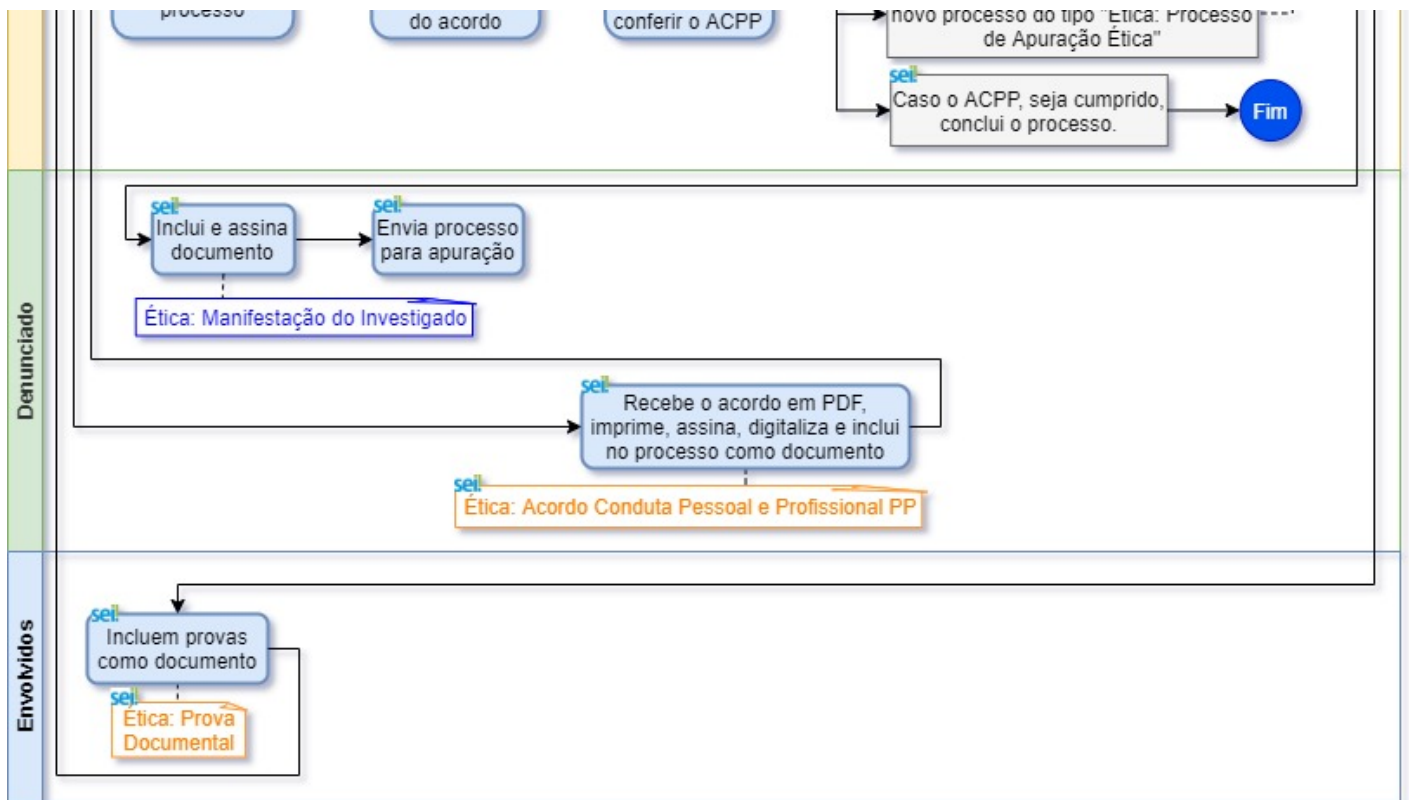 processo
do acordo
conferir o ACPP
novo processo do tipo "Ética: Processo
de Apuração Ética"
sei!
Caso o ACPP, seja cumprido,
conclui o processo.
Fim
Denunciado
sei!
Inclui e assina
documento
sei!
Envia processo
para apuração
Ética: Manifestação do Investigado
sei!
Recebe o acordo em PDF,
imprime, assina, digitaliza e inclui
no processo como documento
sei!
Ética: Acordo Conduta Pessoal e Profissional PP
Envolvidos
sei!
Incluem provas
como documento
sei!
Ética: Prova
Documental